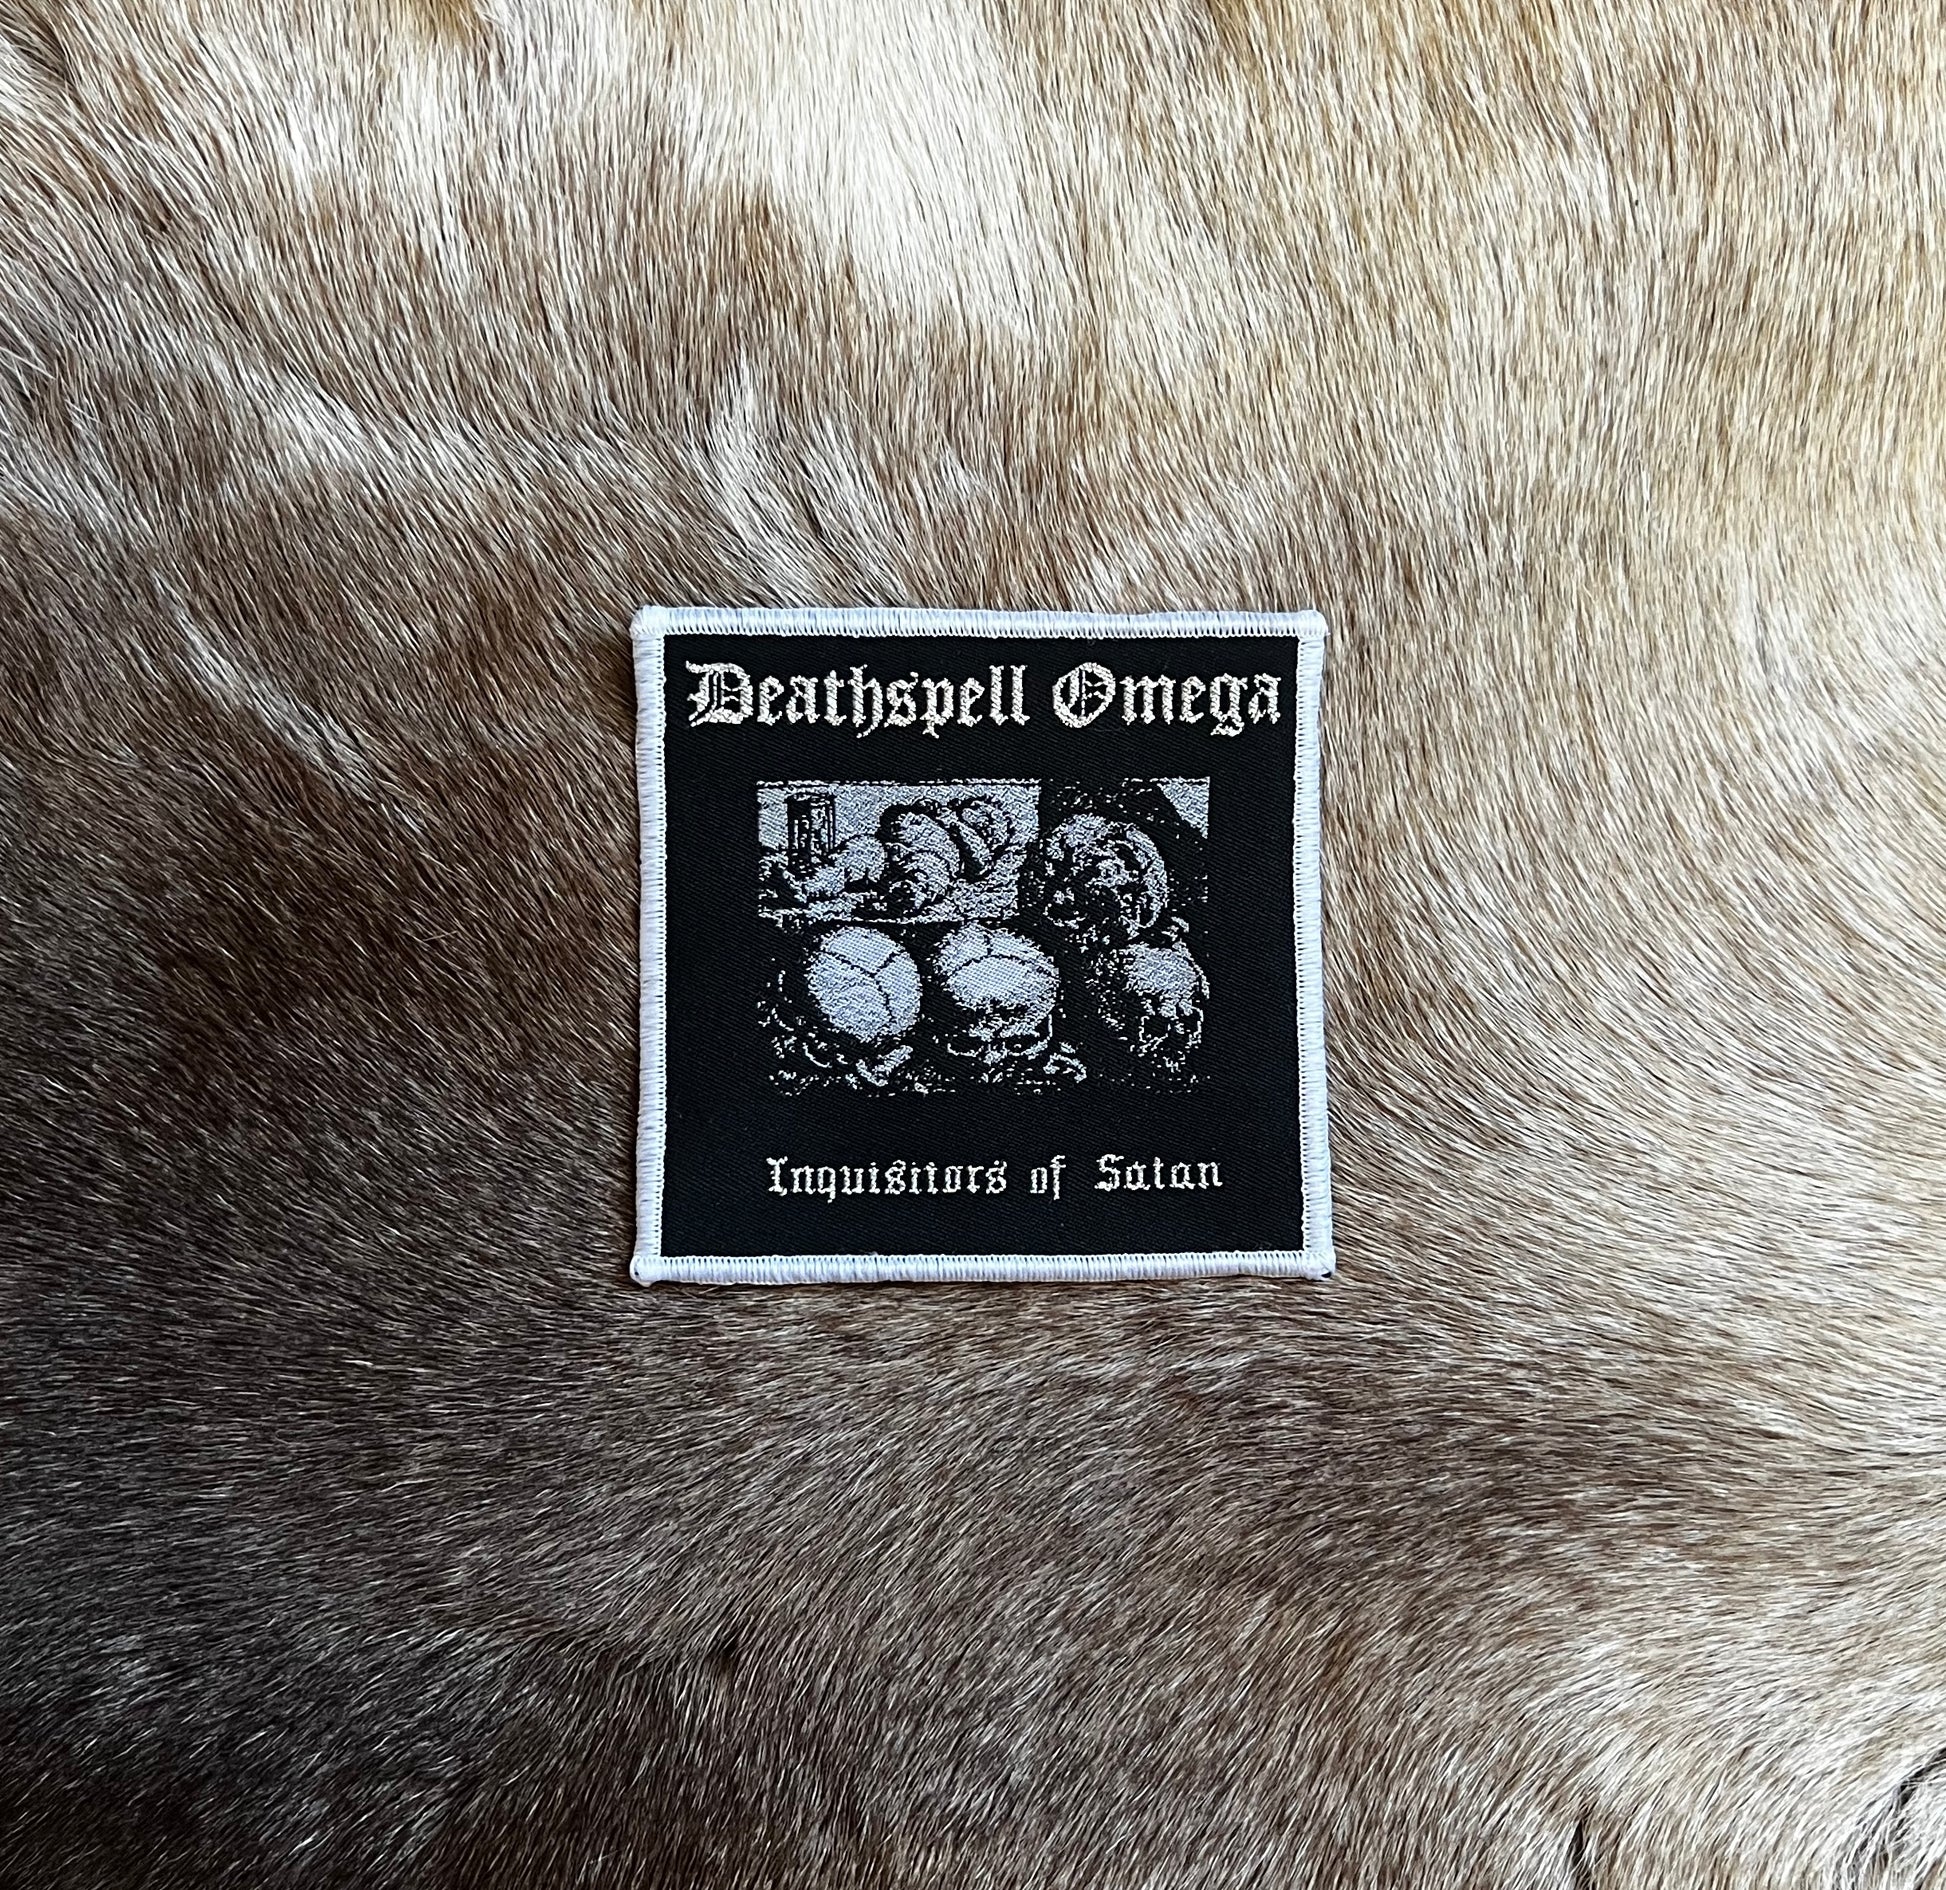 Deathspell Omega
Inquisitors of Satan